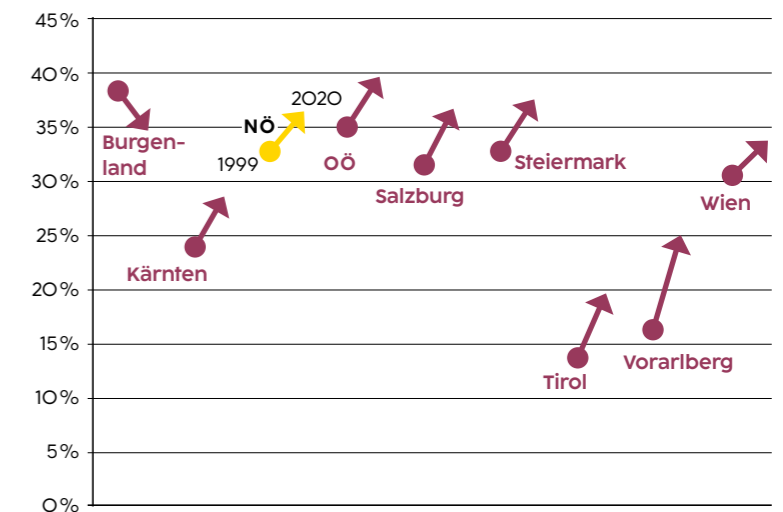 45%
40%
35%
30%
25%
20%
15%
10%
5%
0%
Burgen-
land
Kärnten
1999
NÖ
2020
OÖ
Salzburg
Steiermark
Tirol
Vorarlberg
Wien